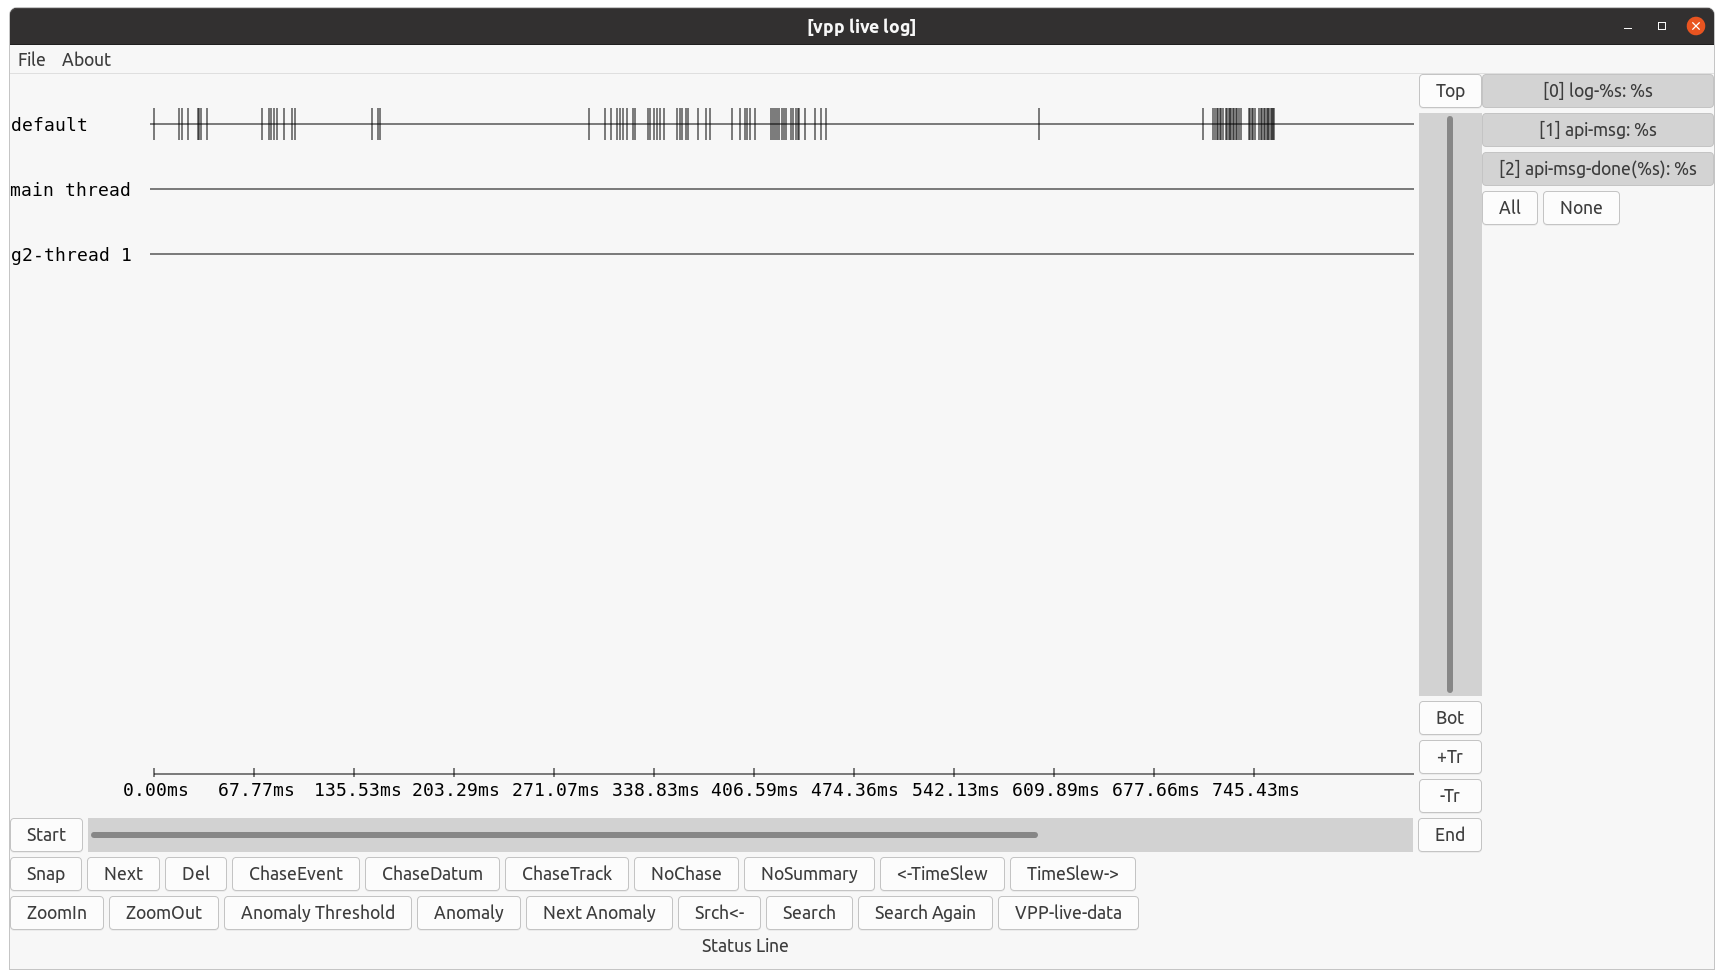 [vpp live log]
File About
Top [0] log-%s: %s
default
[1] api-msg: %s
[2] api-msg-done(%s): %s
main thread
All None
g2-thread 1
Bot
+Tr
-Tr
0.00ms 67.77ms 135.53ms 203.29ms 271.07ms 338.83ms 406.59ms 474.36ms 542.13ms 609.89ms 677.66ms 745.43ms
Start End
Snap Next Del ChaseEvent ChaseDatum ChaseTrack NoChase NoSummary <-TimeSlew TimeSlew->
ZoomIn ZoomOut Anomaly Threshold Anomaly Next Anomaly Srch<- Search Search Again VPP-live-data
Status Line